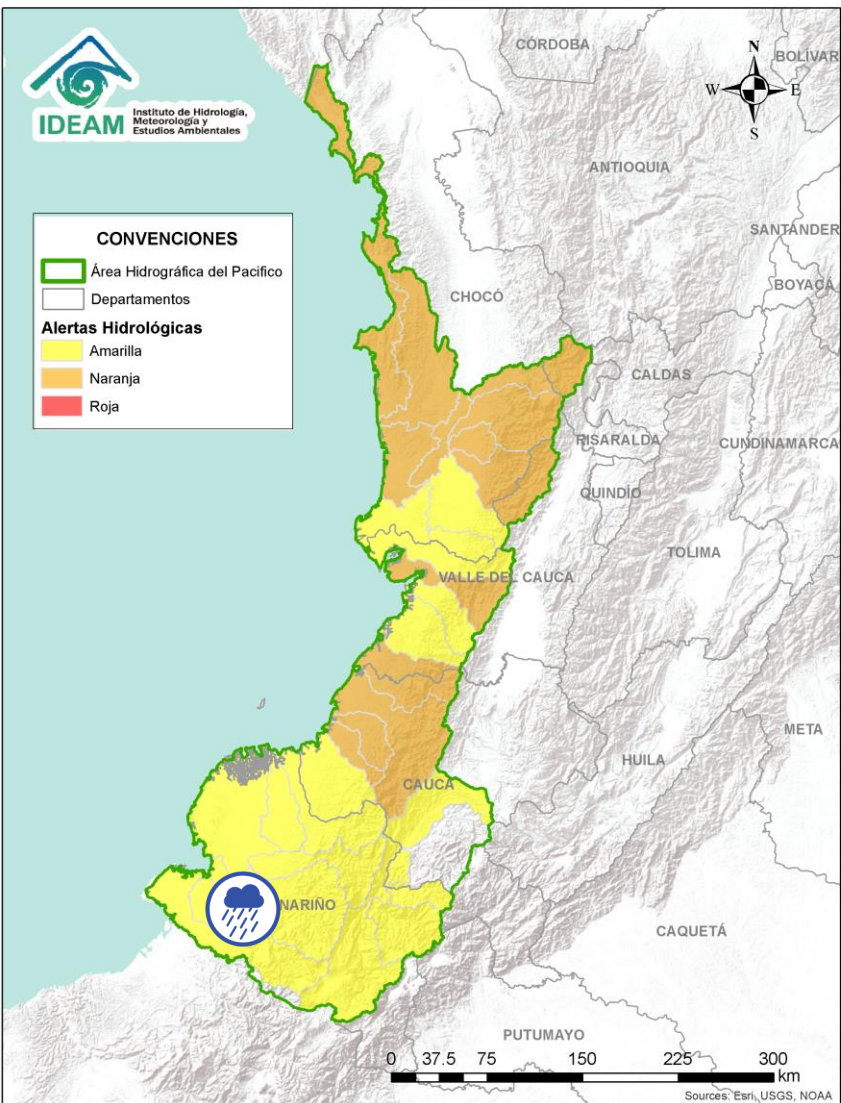 IDEAM
Instituto de Hidrología,
Meteorología y
Estudios Ambientales
CÓRDOBA
BOLÍVAR
N
W
E
S
ANTIOQUIA
SANTANDER
BOYACÁ
CONVENCIONES
Área Hidrográfica del Pacifico
Departamentos
Alertas Hidrológicas
Amarilla
Naranja
Roja
CHOCÓ
CALDAS
RISARALDA
CUNDINAMARCA
QUINDÍO
TOLIMA
VALLE DEL CAUCA
META
HUILA
CAUCA
NARIÑO
CAQUETÁ
PUTUMAYO
0 37.5 75 150 225 300
km
Sources: Esri, USGS, NOAA